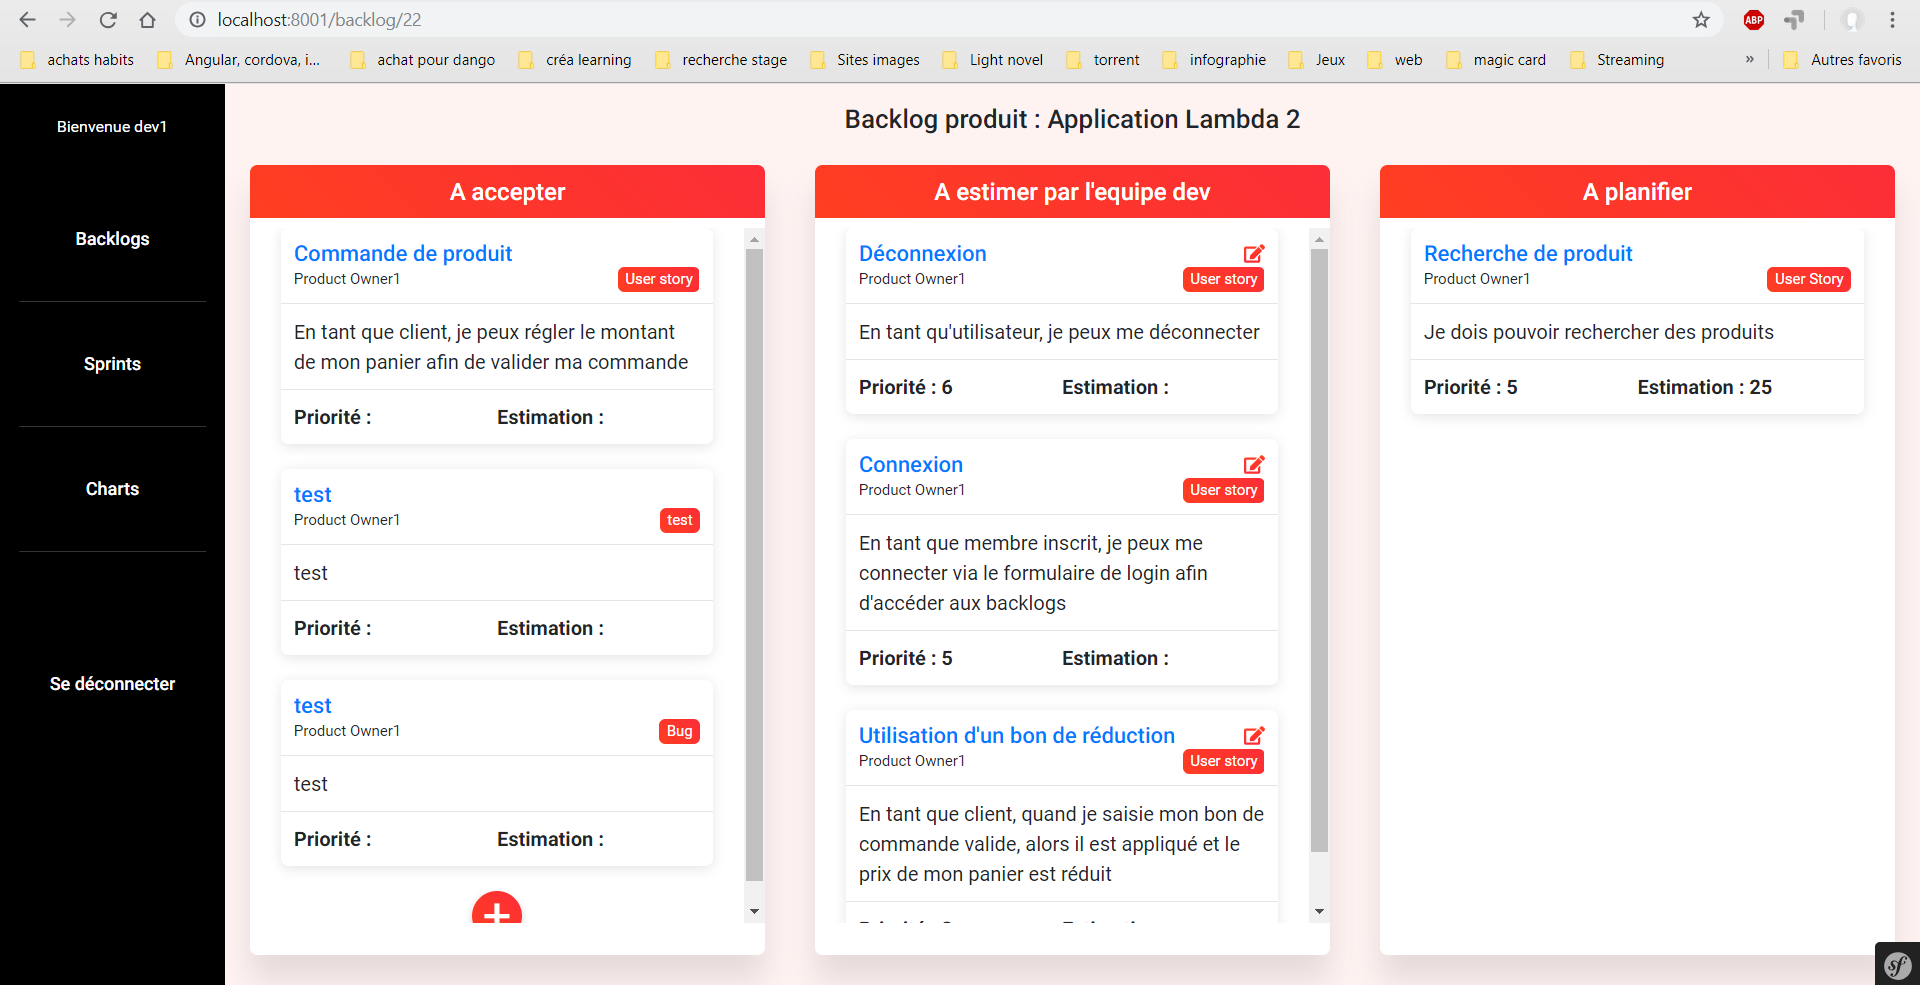 localhost:8001/backlog/22
ABP
achats habits
Angular, cordova, i...
achat pour dango
créa learning
recherche stage
Sites images
Light novel
torrent
infographie
Jeux
web
magic card
Streaming
»
Autres favoris
Bienvenue dev1
Backlogs
Sprints
Charts
Se déconnecter
Backlog produit : Application Lambda 2
A accepter
Commande de produit
Product Owner1
User story
En tant que client, je peux régler le montant
de mon panier afin de valider ma commande
Priorité : Estimation :
test
Product Owner1
test
test
Priorité : Estimation :
test
Product Owner1
Bug
test
Priorité : Estimation :
A estimer par l'equipe dev
Déconnexion
Product Owner1
User story
En tant qu'utilisateur, je peux me déconnecter
Priorité : 6 Estimation :
Connexion
Product Owner1
User story
En tant que membre inscrit, je peux me
connecter via le formulaire de login afin
d'accéder aux backlogs
Priorité : 5 Estimation :
Utilisation d'un bon de réduction
Product Owner1
User story
En tant que client, quand je saisie mon bon de
commande valide, alors il est appliqué et le
prix de mon panier est réduit
A planifier
Recherche de produit
Product Owner1
User Story
Je dois pouvoir rechercher des produits
Priorité : 5 Estimation : 25
sf